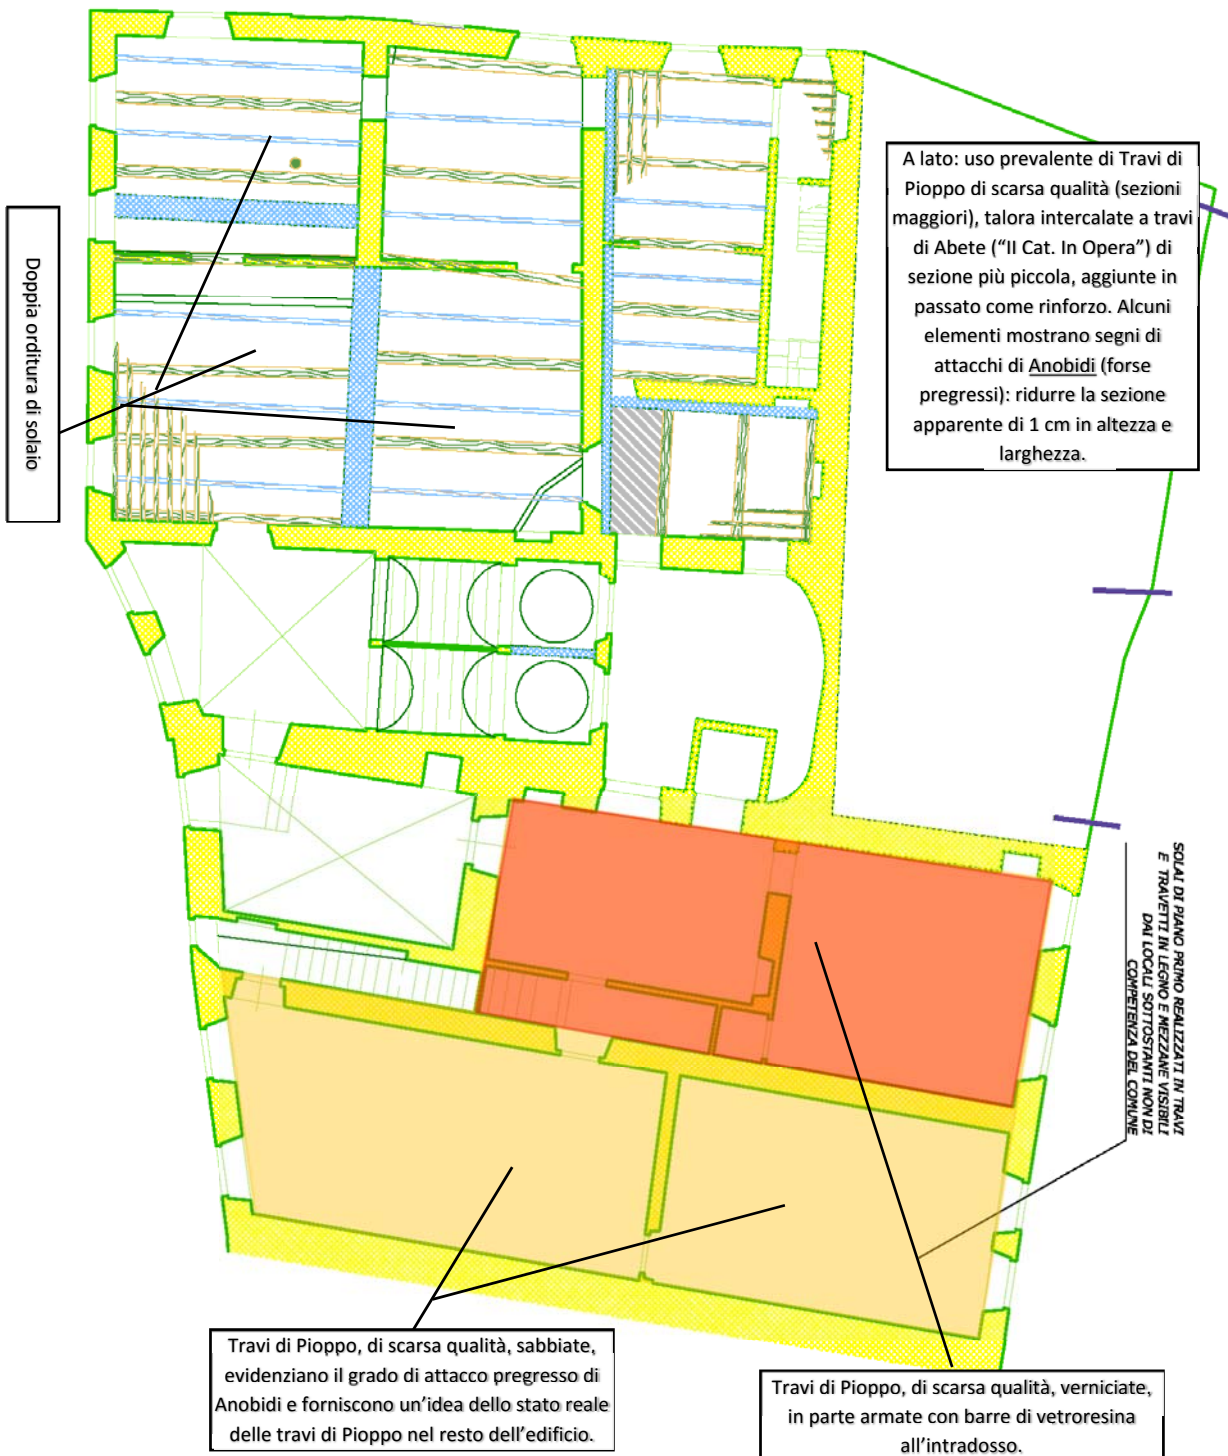 A lato: uso prevalente di Travi di
Pioppo di scarsa qualità (sezioni
maggiori), talora intercalate a travi
di Abete (“II Cat. In Opera”) di
sezione più piccola, aggiunte in
passato come rinforzo. Alcuni
elementi mostrano segni di
attacchi di Anobidi (forse
pregressi): ridurre la sezione
apparente di 1 cm in altezza e
larghezza.
Doppia orditura di solaio
SOLAI DI PIANO PRIMO REALIZZATI IN TRAVI
E TRAVETTI IN LEGNO E MEZZANE VISIBILI
DAI LOCALI SOTTOSTANTI NON DI
COMPETENZA DEL COMUNE
Travi di Pioppo, di scarsa qualità, sabbiate,
evidenziano il grado di attacco pregresso di
Anobidi e forniscono un’idea dello stato reale
delle travi di Pioppo nel resto dell’edificio.
Travi di Pioppo, di scarsa qualità, verniciate,
in parte armate con barre di vetroresina
all’intradosso.